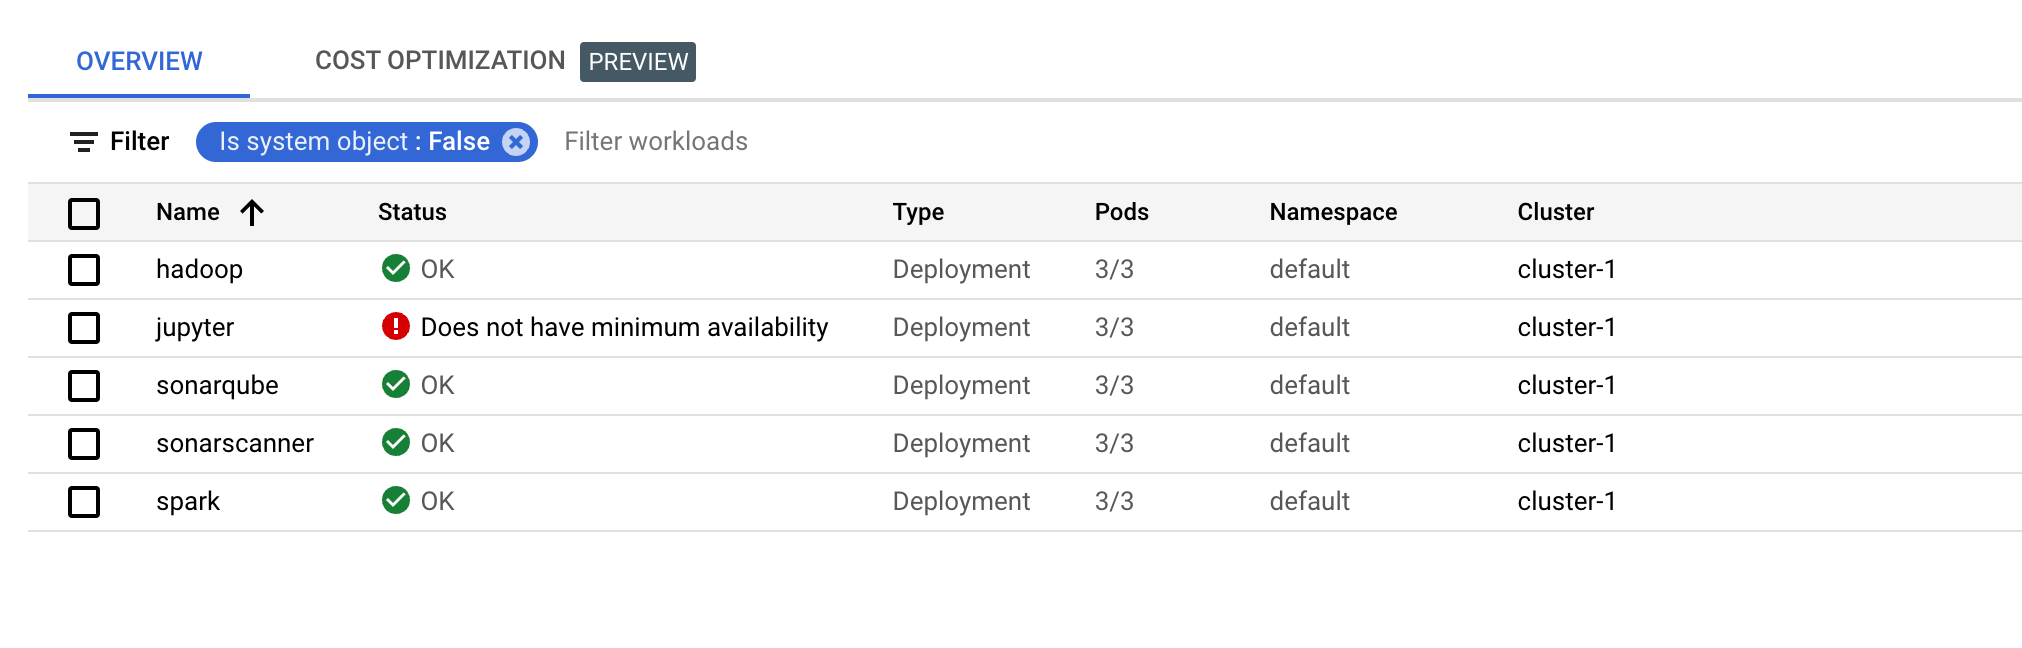 OVERVIEW COST OPTIMIZATION PREVIEW
Filter Is system object : False Filter workloads
Name Status Type Pods Namespace Cluster
hadoop OK Deployment 3/3 default cluster-1
jupyter Does not have minimum availability Deployment 3/3 default cluster-1
sonarqube OK Deployment 3/3 default cluster-1
sonarscanner OK Deployment 3/3 default cluster-1
spark OK Deployment 3/3 default cluster-1